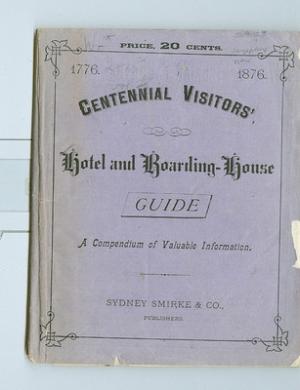 PRICE, 20 CENTS.
1776. 1876.
CENTENNIAL VISITORS',
Hotel and Boarding-House
GUIDE
A Compendium of Valuable Information.
SYDNEY SMIRKE & CO.,
PUBLISHERS.